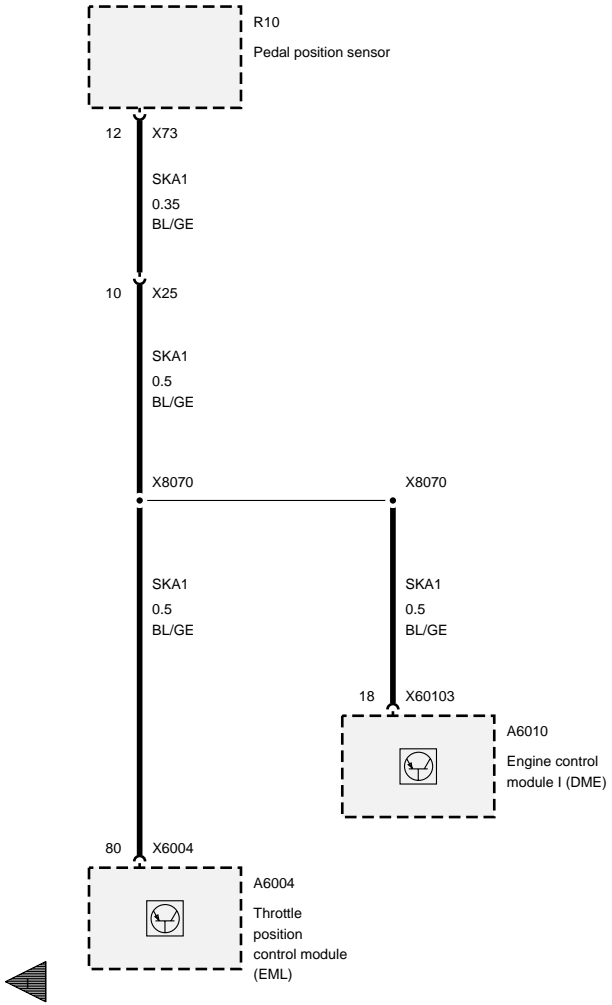 R10
Pedal position sensor
12 X73
SKA1
0.35
BL/GE
10 X25
SKA1
0.5
BL/GE
X8070 X8070
SKA1 SKA1
0.5 0.5
BL/GE BL/GE
18 X60103
A6010
Engine control
module I (DME)
80 X6004
A6004
Throttle
position
control module
(EML)